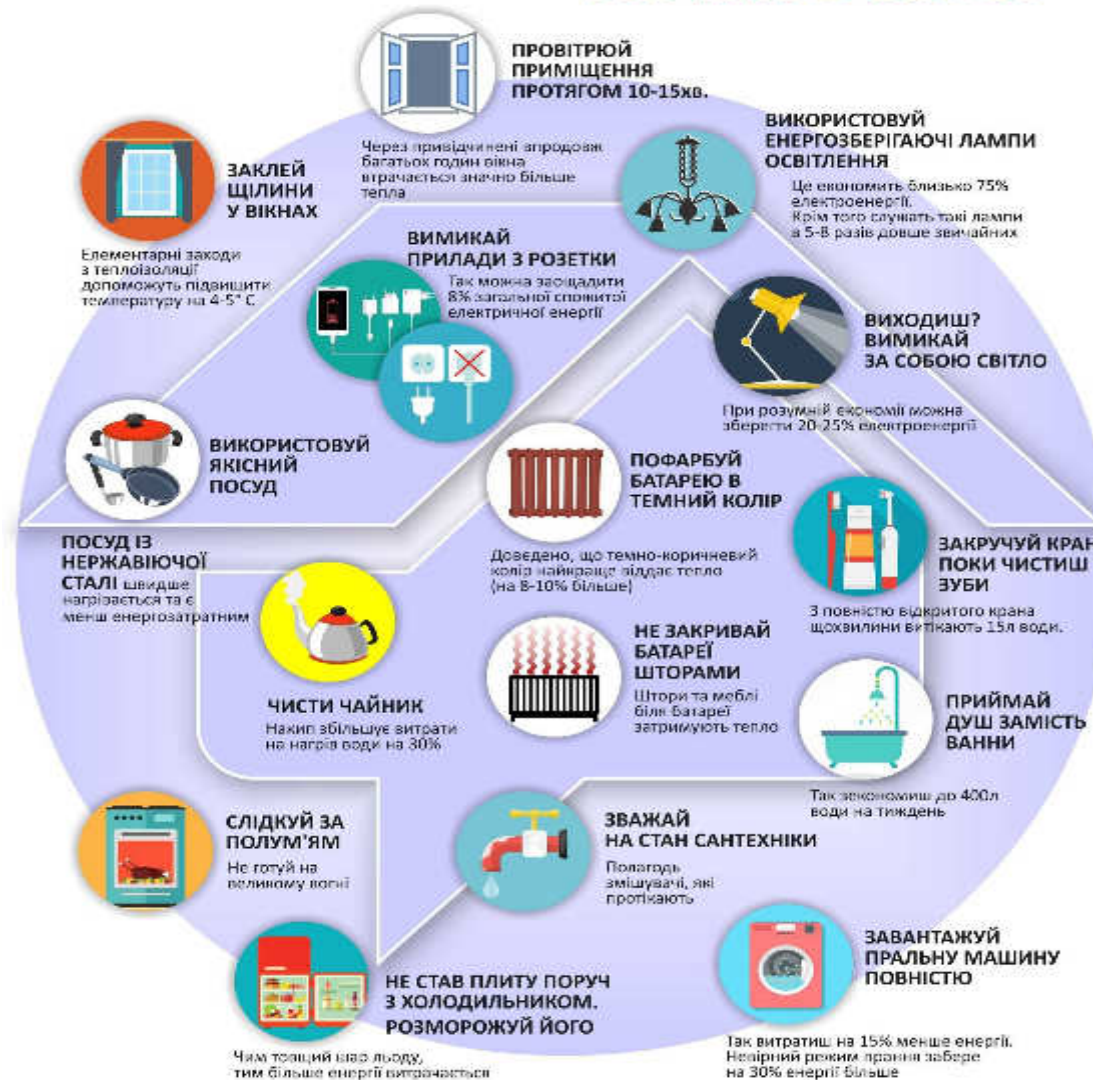 ПРОВІТРЮЙ
ПРИМІЩЕННЯ
ПРОТЯГОМ 10-15хв.
Через привідчинені впродовж
багатьох годин вікна
втрачається значно більше
тепла
ВИКОРИСТОВУЙ
ЕНЕРГОЗБЕРІГАЮЧІ ЛАМПИ
ОСВІТЛЕННЯ
Це економить близько 75%
електроенергії.
Крім того служать такі лампи
в 5-8 разів довше звичайних
ЗАКЛЕЙ
ЩІЛИНИ
У ВІКНАХ
Елементарні заходи
з теплоізоляції
допоможуть підвищити
температуру на 4-5° С
ВИМИКАЙ
ПРИЛАДИ З РОЗЕТКИ
Так можна заощадити
8% загальної спожитої
електричної енергії
ВИХОДИШ?
ВИМИКАЙ
ЗА СОБОЮ СВІТЛО
При розумній економії можна
зберегти 20-25% електроенергії
ВИКОРИСТОВУЙ
ЯКІСНИЙ
ПОСУД
ПОСУД ІЗ
НЕРЖАВІЮЧОЇ
СТАЛІ швидше
нагрівається та є
менш енергозатратним
ПОФАРБУЙ
БАТАРЕЮ В
ТЕМНИЙ КОЛІР
Доведено, що темно-коричневий
колір найкраще віддає тепло
(на 8-10% більше)
ЗАКРУЧУЙ КРАН
ПОКИ ЧИСТИШ
ЗУБИ
З повністю відкритого крана
щохвилини витікають 15л води.
ЧИСТИ ЧАЙНИК
Накип збільшує витрати
на нагрів води на 30%
НЕ ЗАКРИВАЙ
БАТАРЕЇ
ШТОРАМИ
Штори та меблі
біля батареї
затримують тепло
ПРИЙМАЙ
ДУШ ЗАМІСТЬ
ВАННИ
Так зекономиш до 400л
води на тиждень
СЛІДКУЙ ЗА
ПОЛУМ'ЯМ
Не готуй на
великому вогні
ЗВАЖАЙ
НА СТАН САНТЕХНІКИ
Полагодь
змішувачі, які
протікають
НЕ СТАВ ПЛИТУ ПОРУЧ
З ХОЛОДИЛЬНИКОМ.
РОЗМОРОЖУЙ ЙОГО
Чим товщий шар льоду,
тим більше енергії витрачається
ЗАВАНТАЖУЙ
ПРАЛЬНУ МАШИНУ
ПОВНІСТЮ
Так витратиш на 15% менше енергії.
Невірний режим прання забере
на 30% енергії більше